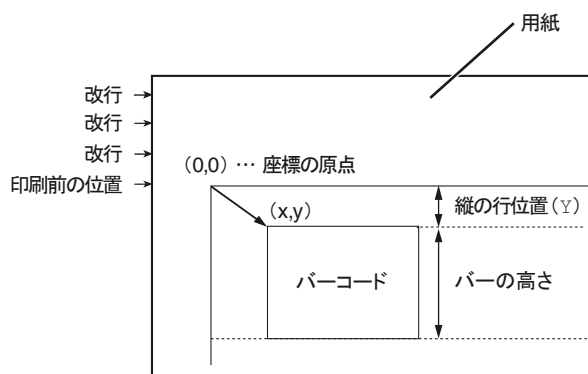 用紙
改行
改行
改行
(0,0) … 座標の原点
印刷前の位置
(x,y)
縦の行位置(Y)
バーコード
バーの高さ